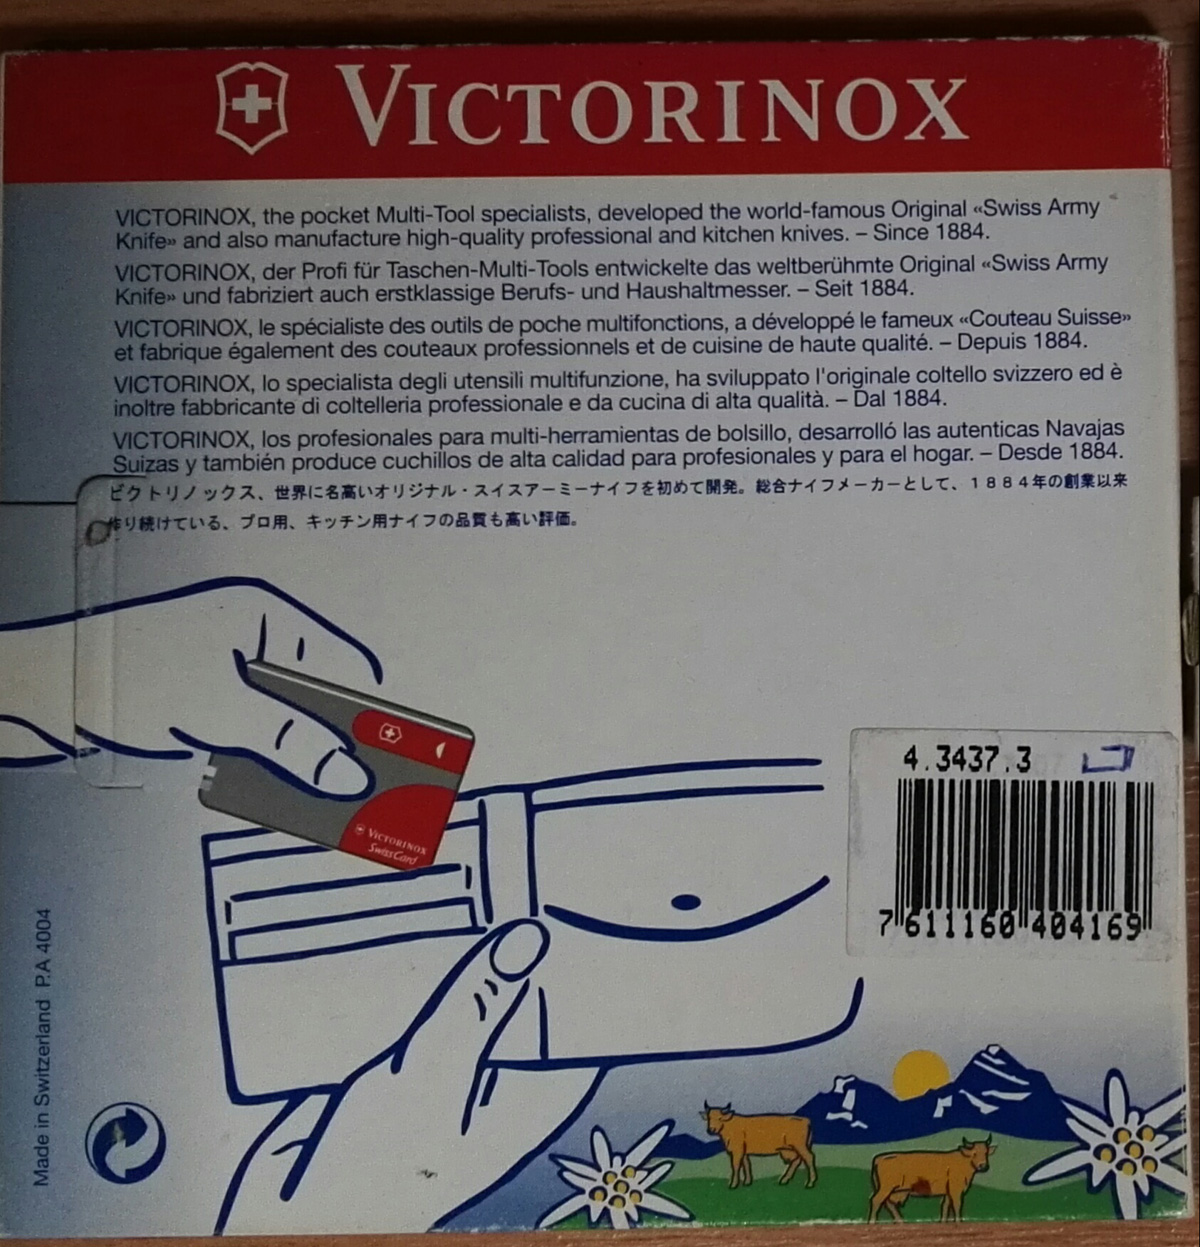 VICTORINOX
VICTORINOX, the pocket Multi-Tool specialists, developed the world-famous Original «Swiss Army
Knife» and also manufacture high-quality professional and kitchen knives. – Since 1884.
VICTORINOX, der Profi für Taschen-Multi-Tools entwickelte das weltberühmte Original «Swiss Army
Knife» und fabriziert auch erstklassige Berufs- und Haushaltmesser. – Seit 1884.
VICTORINOX, le spécialiste des outils de poche multifonctions, a développé le fameux «Couteau Suisse»
et fabrique également des couteaux professionnels et de cuisine de haute qualité. – Depuis 1884.
VICTORINOX, lo specialista degli utensili multifunzione, ha sviluppato l'originale coltello svizzero ed è
inoltre fabbricante di coltelleria professionale e da cucina di alta qualità. – Dal 1884.
VICTORINOX, los profesionales para multi-herramientas de bolsillo, desarrolló las autenticas Navajas
Suizas y también produce cuchillos de alta calidad para profesionales y para el hogar. – Desde 1884.
ビクトリノックス、世界に名高いオリジナル・スイスアーミーナイフを初めて開発。総合ナイフメーカーとして、１８８４年の創業以来
作り続けている、プロ用、キッチン用ナイフの品質も高い評価。
VICTORINOX
SwissCard
4.3437.3
7 611160 404169
Made in Switzerland P.A 4004